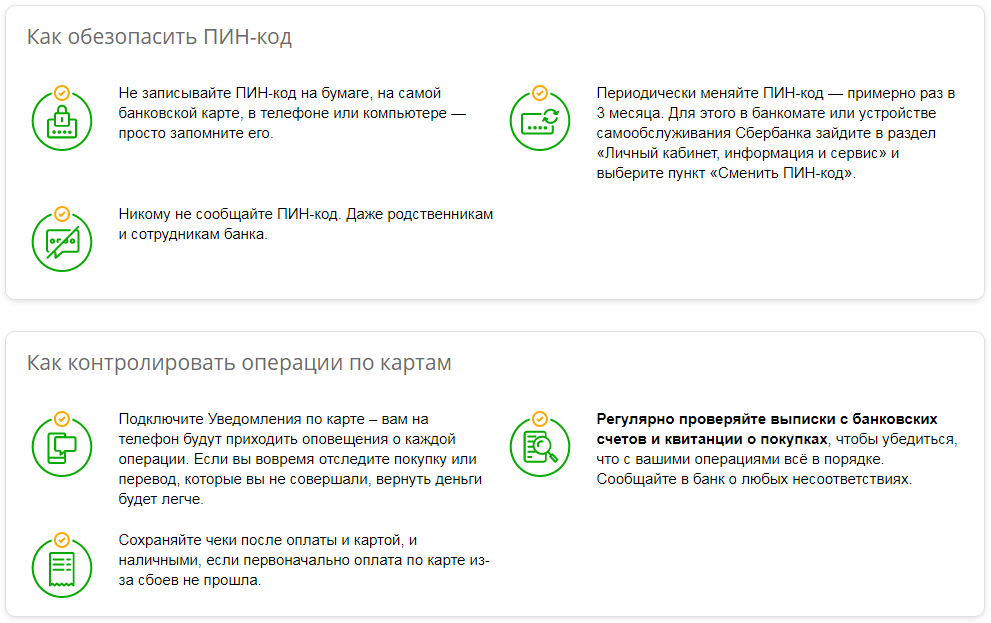 Как обезопасить ПИН-код
Не записывайте ПИН-код на бумаге, на самой
банковской карте, в телефоне или компьютере —
просто запомните его.
Периодически меняйте ПИН-код — примерно раз в
3 месяца. Для этого в банкомате или устройстве
самообслуживания Сбербанка зайдите в раздел
«Личный кабинет, информация и сервис» и
выберите пункт «Сменить ПИН-код».
Никому не сообщайте ПИН-код. Даже родственникам
и сотрудникам банка.
Как контролировать операции по картам
Подключите Уведомления по карте – вам на
телефон будут приходить оповещения о каждой
операции. Если вы вовремя отследите покупку или
перевод, которые вы не совершали, вернуть деньги
будет легче.
Регулярно проверяйте выписки с банковских
счетов и квитанции о покупках, чтобы убедиться,
что с вашими операциями всё в порядке.
Сообщайте в банк о любых несоответствиях.
Сохраняйте чеки после оплаты и картой, и
наличными, если первоначально оплата по карте из-
за сбоев не прошла.